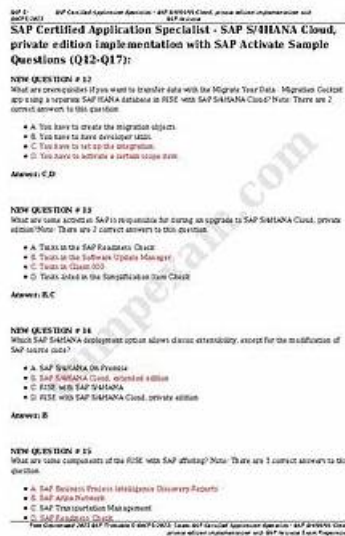 SAP Certified Application Specialist - SAP S/4HANA Cloud,
private edition implementation with SAP Activate Sample
Questions (Q12-Q17):
NEW QUESTION # 12
What are prerequisites if you want to transfer data with the Migrate Your Data - Migration Cockpit
app using a separate SAP HANA database in RISE with SAP S/4HANA Cloud? Note: There are 2
correct answers to this question.
A. You have to create the migration objects.
B. You have to have developer skills.
C. You have to set up the integration.
D. You have to activate a certain scope item.
Answer: C,D
NEW QUESTION # 13
What are some activities SAP is responsible for during an upgrade to SAP S/4HANA Cloud, private
edition? Note: There are 2 correct answers to this question.
A. Tasks in the SAP Readiness Check
B. Tasks in the Software Update Manager
C. Tasks in Client 000
D. Tasks listed in the Simplification Item Check
Answer: B,C
NEW QUESTION # 14
Which SAP S/4HANA deployment option allows classic extensibility, except for the modification of
SAP source code?
A. SAP S/4HANA On Premise
B. SAP S/4HANA Cloud, extended edition
C. RISE with SAP S/4HANA
D. RISE with SAP S/4HANA Cloud, private edition
Answer: B
NEW QUESTION # 15
What are some components of the RISE with SAP offering? Note: There are 3 correct answers to this
question.
A. SAP Business Process Intelligence Discovery Reports
B. SAP Ariba Network
C. SAP Transportation Management
D. SAP Readiness Check